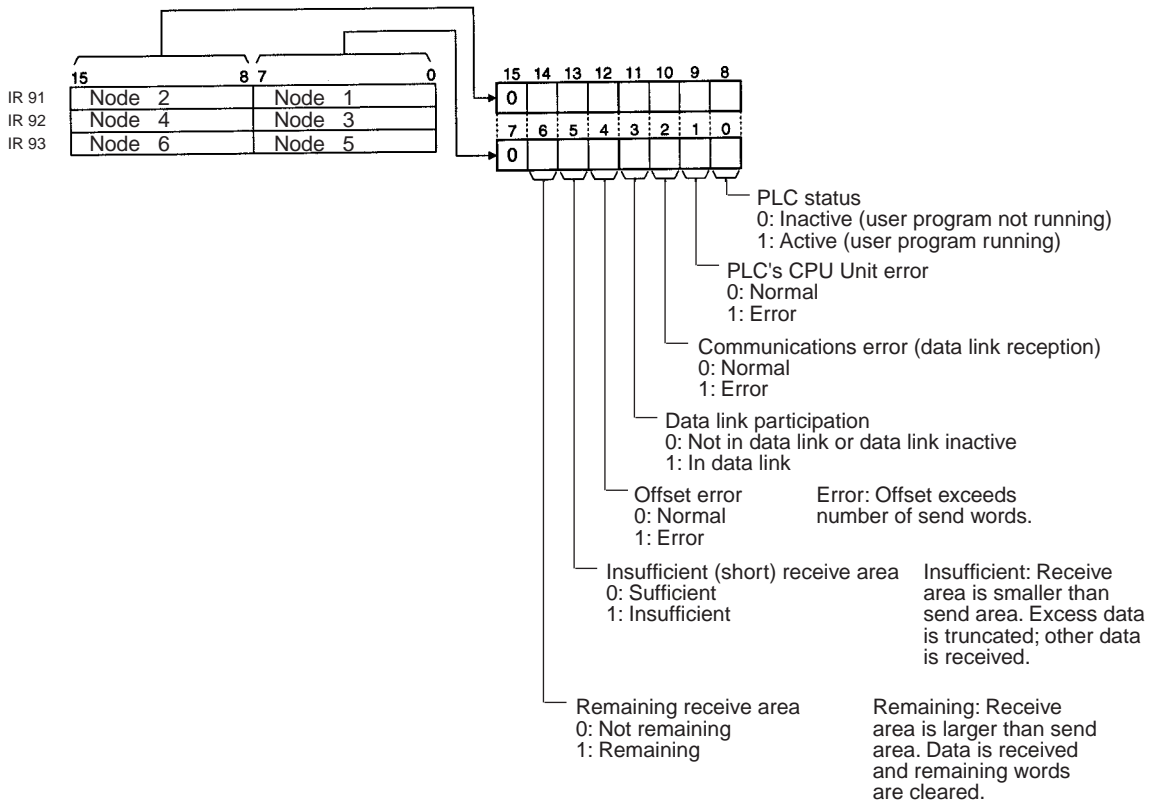 15 8 7 0
IR 91 Node 2 Node 1
IR 92 Node 4 Node 3
IR 93 Node 6 Node 5
15 14 13 12 11 10 9 8
0
7 6 5 4 3 2 1 0
0
PLC status
0: Inactive (user program not running)
1: Active (user program running)
PLC's CPU Unit error
0: Normal
1: Error
Communications error (data link reception)
0: Normal
1: Error
Data link participation
0: Not in data link or data link inactive
1: In data link
Offset error
0: Normal
1: Error
Error: Offset exceeds
number of send words.
Insufficient (short) receive area
0: Sufficient
1: Insufficient
Insufficient: Receive
area is smaller than
send area. Excess data
is truncated; other data
is received.
Remaining receive area
0: Not remaining
1: Remaining
Remaining: Receive
area is larger than send
area. Data is received
and remaining words
are cleared.